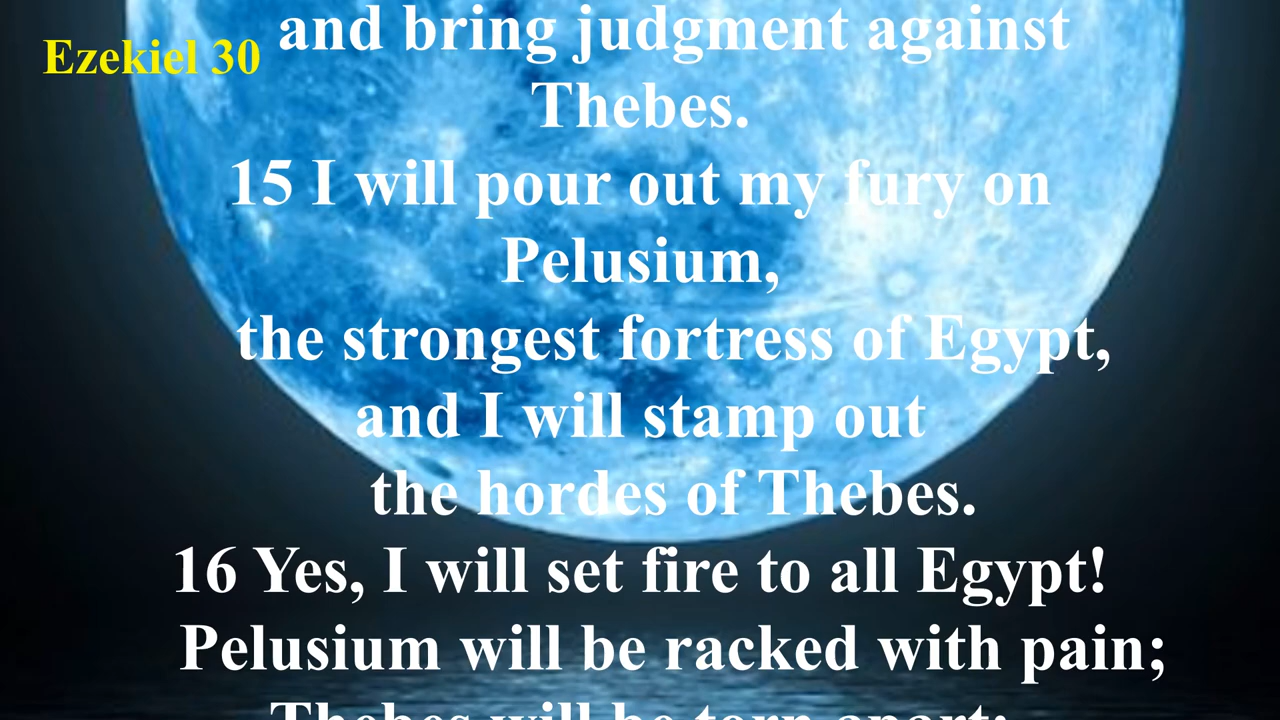 Ezekiel 30
and bring judgment against
Thebes.
15 I will pour out my fury on
Pelusium,
the strongest fortress of Egypt,
and I will stamp out
the hordes of Thebes.
16 Yes, I will set fire to all Egypt!
Pelusium will be racked with pain;
Thebes will be torn apart;